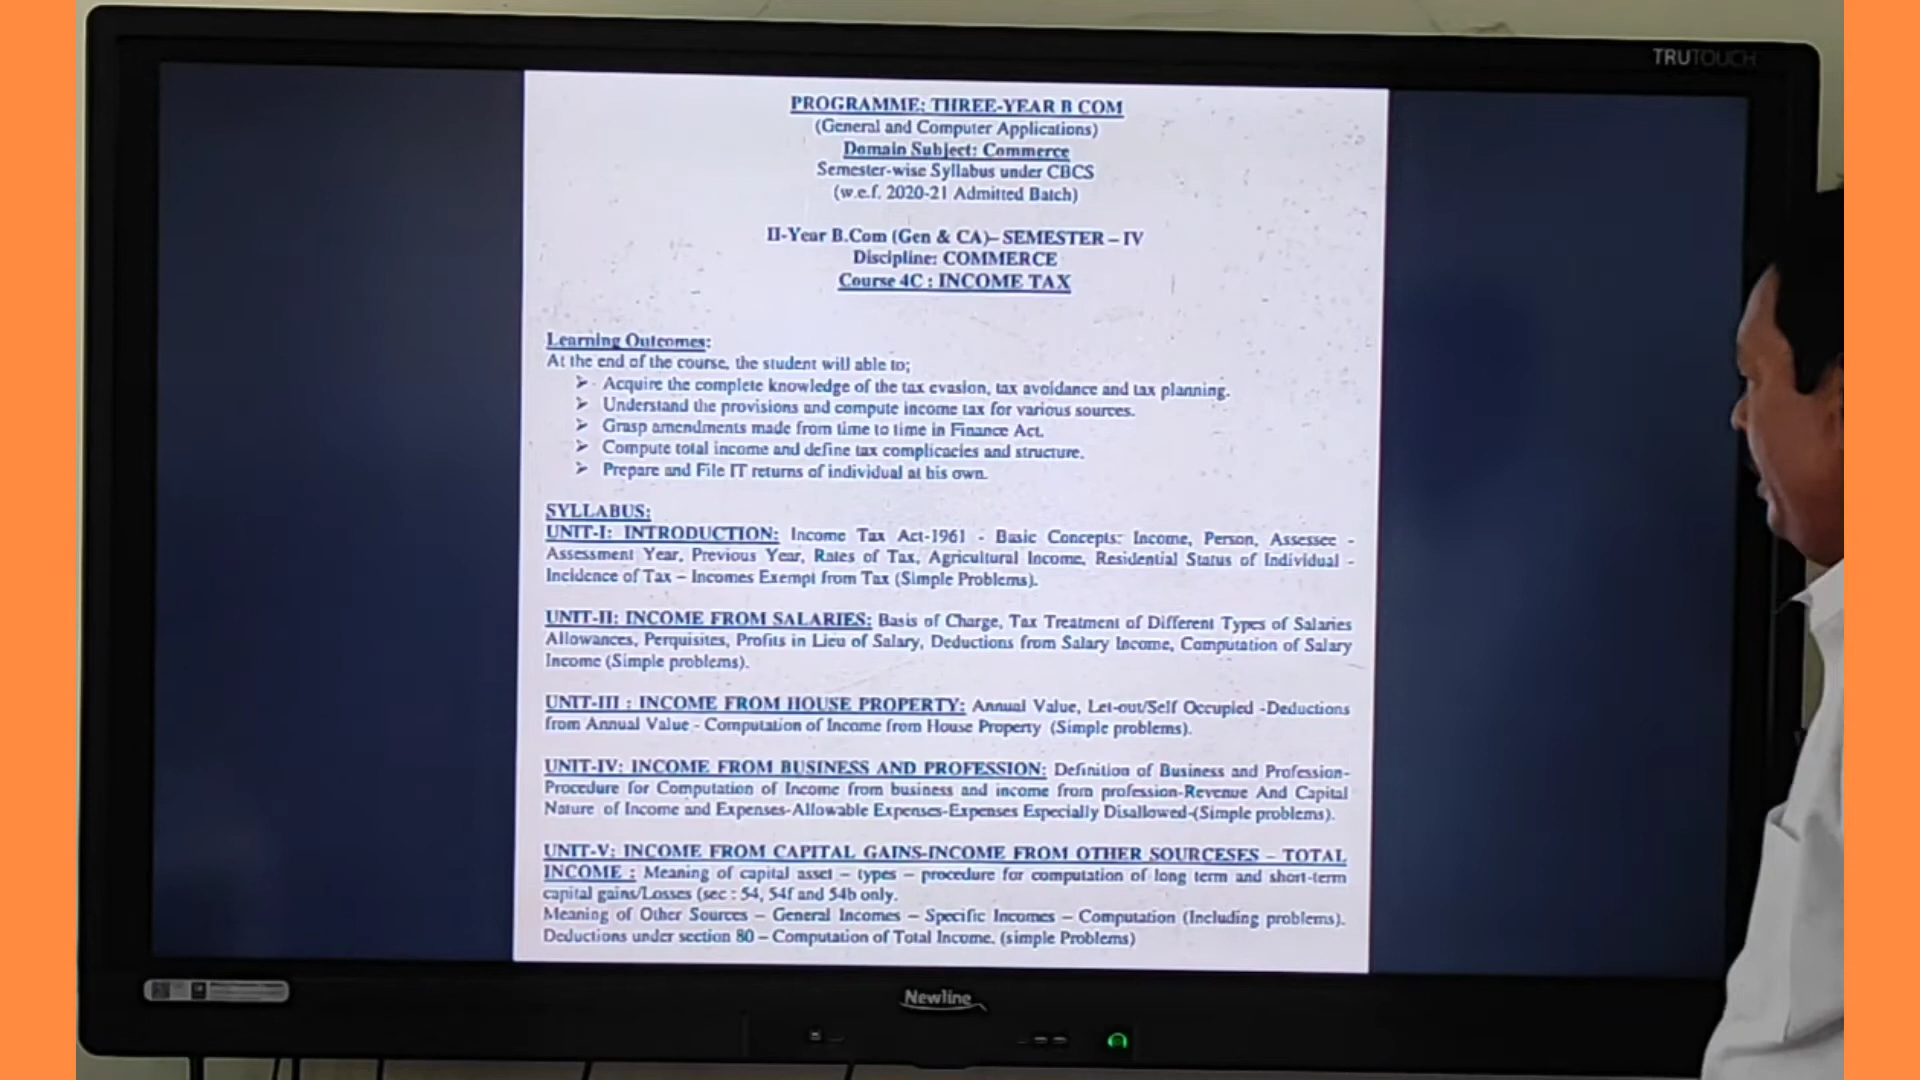 TRUTOUCH
PROGRAMME: THREE-YEAR B COM
(General and Computer Applications)
Domain Subject: Commerce
Semester-wise Syllabus under CBCS
(w.e.f. 2020-21 Admitted Batch)
II-Year B.Com (Gen & CA)– SEMESTER – IV
Discipline: COMMERCE
Course 4C : INCOME TAX
Learning Outcomes:
At the end of the course, the student will able to;
➢ Acquire the complete knowledge of the tax evasion, tax avoidance and tax planning.
➢ Understand the provisions and compute income tax for various sources.
➢ Grasp amendments made from time to time in Finance Act.
➢ Compute total income and define tax complicacies and structure.
➢ Prepare and File IT returns of individual at his own.
SYLLABUS:
UNIT-I: INTRODUCTION: Income Tax Act-1961 - Basic Concepts: Income, Person, Assessee -
Assessment Year, Previous Year, Rates of Tax, Agricultural Income, Residential Status of Individual -
Incidence of Tax – Incomes Exempt from Tax (Simple Problems).
UNIT-II: INCOME FROM SALARIES: Basis of Charge, Tax Treatment of Different Types of Salaries
Allowances, Perquisites, Profits in Lieu of Salary, Deductions from Salary Income, Computation of Salary
Income (Simple problems).
UNIT-III : INCOME FROM HOUSE PROPERTY: Annual Value, Let-out/Self Occupied -Deductions
from Annual Value - Computation of Income from House Property (Simple problems).
UNIT-IV: INCOME FROM BUSINESS AND PROFESSION: Definition of Business and Profession-
Procedure for Computation of Income from business and income from profession-Revenue And Capital
Nature of Income and Expenses-Allowable Expenses-Expenses Especially Disallowed-(Simple problems).
UNIT-V: INCOME FROM CAPITAL GAINS-INCOME FROM OTHER SOURCESES – TOTAL
INCOME : Meaning of capital asset – types – procedure for computation of long term and short-term
capital gains/Losses (sec : 54, 54f and 54b only.
Meaning of Other Sources – General Incomes – Specific Incomes – Computation (Including problems).
Deductions under section 80 – Computation of Total Income. (simple Problems)
Newline